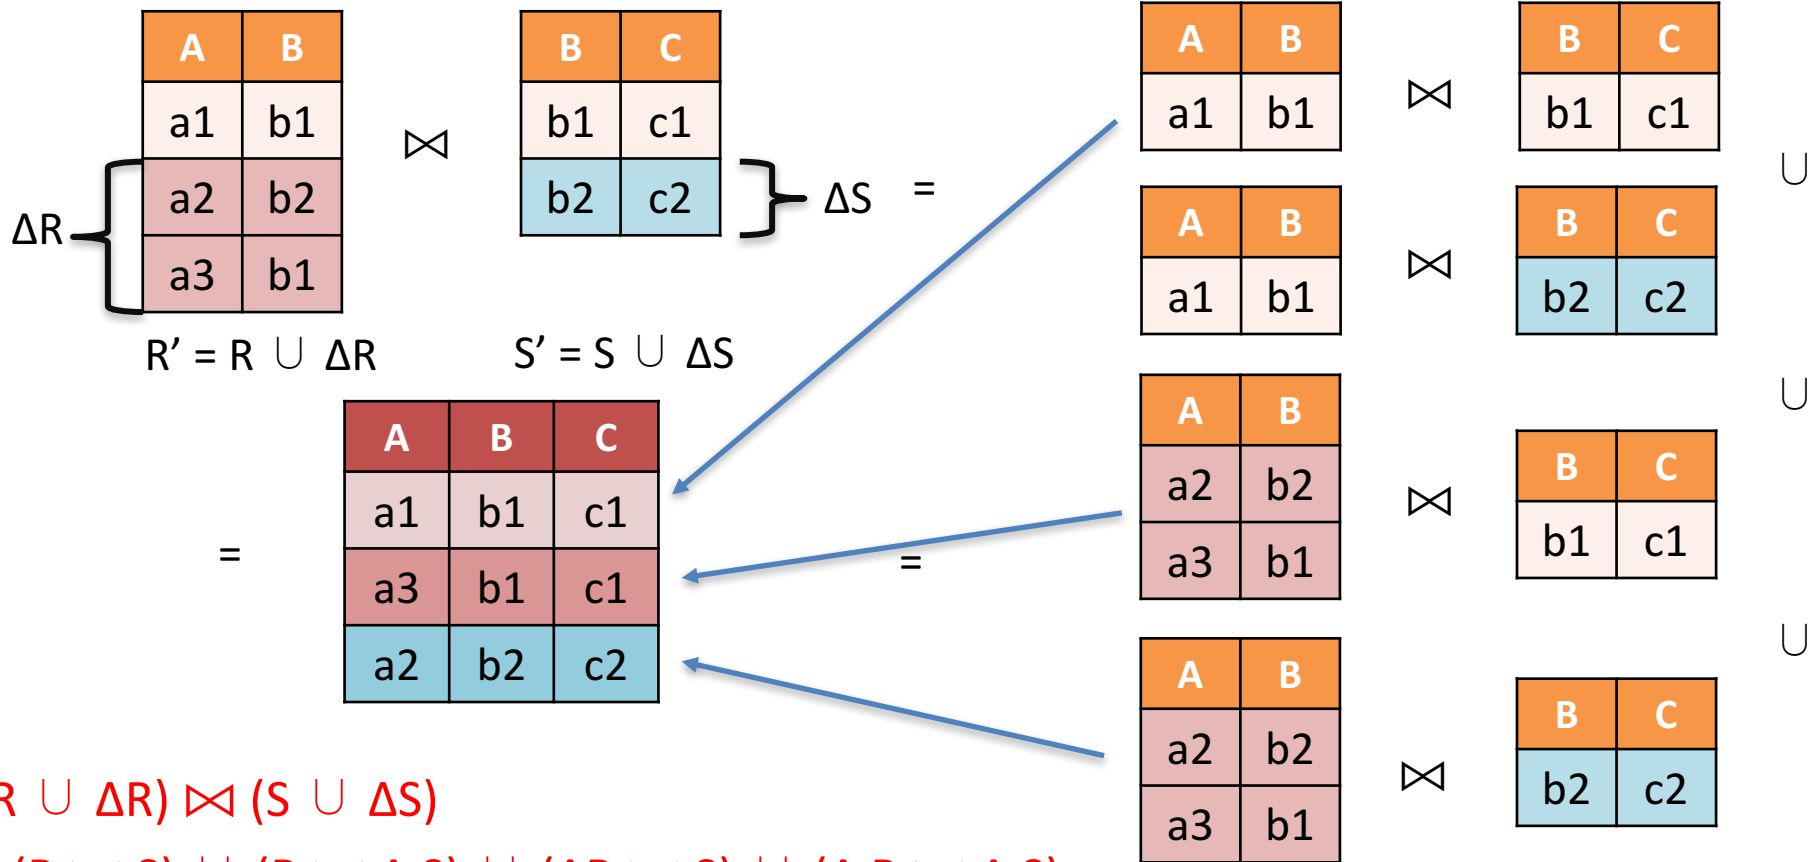 A B
a1 b1
a2 b2
a3 b1
ΔR
R’ = R ∪ ΔR
⋈
B C
b1 c1
b2 c2
ΔS
S’ = S ∪ ΔS
=
=
A B C
a1 b1 c1
a3 b1 c1
a2 b2 c2
=
A B
a1 b1
⋈
B C
b1 c1
∪
A B
a1 b1
⋈
B C
b2 c2
∪
A B
a2 b2
a3 b1
⋈
B C
b1 c1
∪
A B
a2 b2
a3 b1
⋈
B C
b2 c2
R ∪ ΔR) ⋈ (S ∪ ΔS)